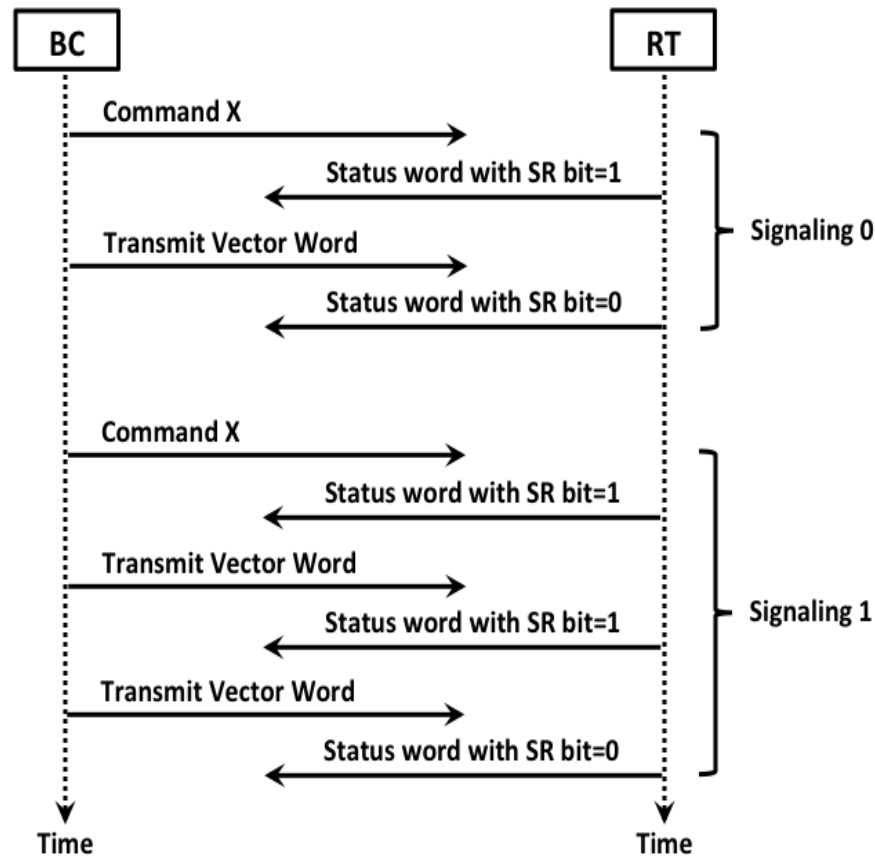 BC
RT
Command X
Status word with SR bit=1
Transmit Vector Word
Signaling 0
Status word with SR bit=0
Command X
Status word with SR bit=1
Transmit Vector Word
Signaling 1
Status word with SR bit=1
Transmit Vector Word
Status word with SR bit=0
Time
Time